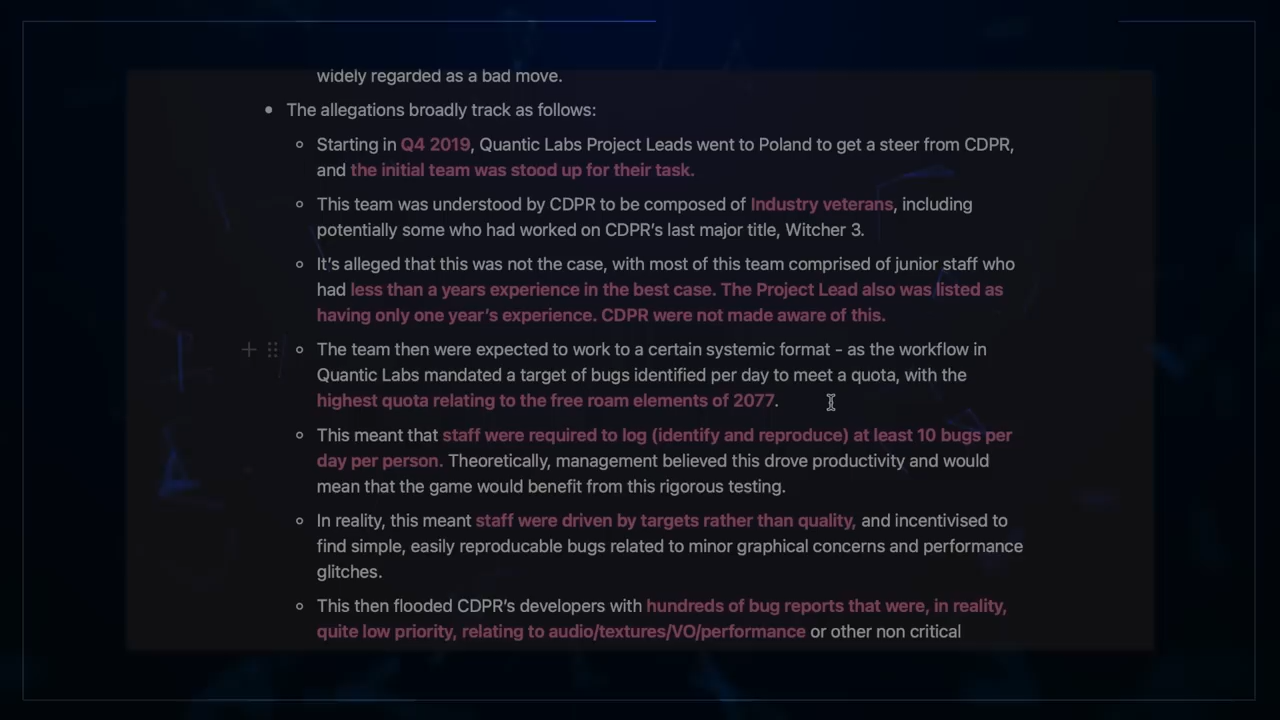 widely regarded as a bad move.
The allegations broadly track as follows:
Starting in Q4 2019, Quantic Labs Project Leads went to Poland to get a steer from CDPR,
and the initial team was stood up for their task.
This team was understood by CDPR to be composed of Industry veterans, including
potentially some who had worked on CDPR's last major title, Witcher 3.
It's alleged that this was not the case, with most of this team comprised of junior staff who
had less than a years experience in the best case. The Project Lead also was listed as
having only one year's experience. CDPR were not made aware of this.
The team then were expected to work to a certain systemic format - as the workflow in
Quantic Labs mandated a target of bugs identified per day to meet a quota, with the
highest quota relating to the free roam elements of 2077.
This meant that staff were required to log (identify and reproduce) at least 10 bugs per
day per person. Theoretically, management believed this drove productivity and would
mean that the game would benefit from this rigorous testing.
In reality, this meant staff were driven by targets rather than quality, and incentivised to
find simple, easily reproducable bugs related to minor graphical concerns and performance
glitches.
This then flooded CDPR's developers with hundreds of bug reports that were, in reality,
quite low priority, relating to audio/textures/VO/performance or other non critical